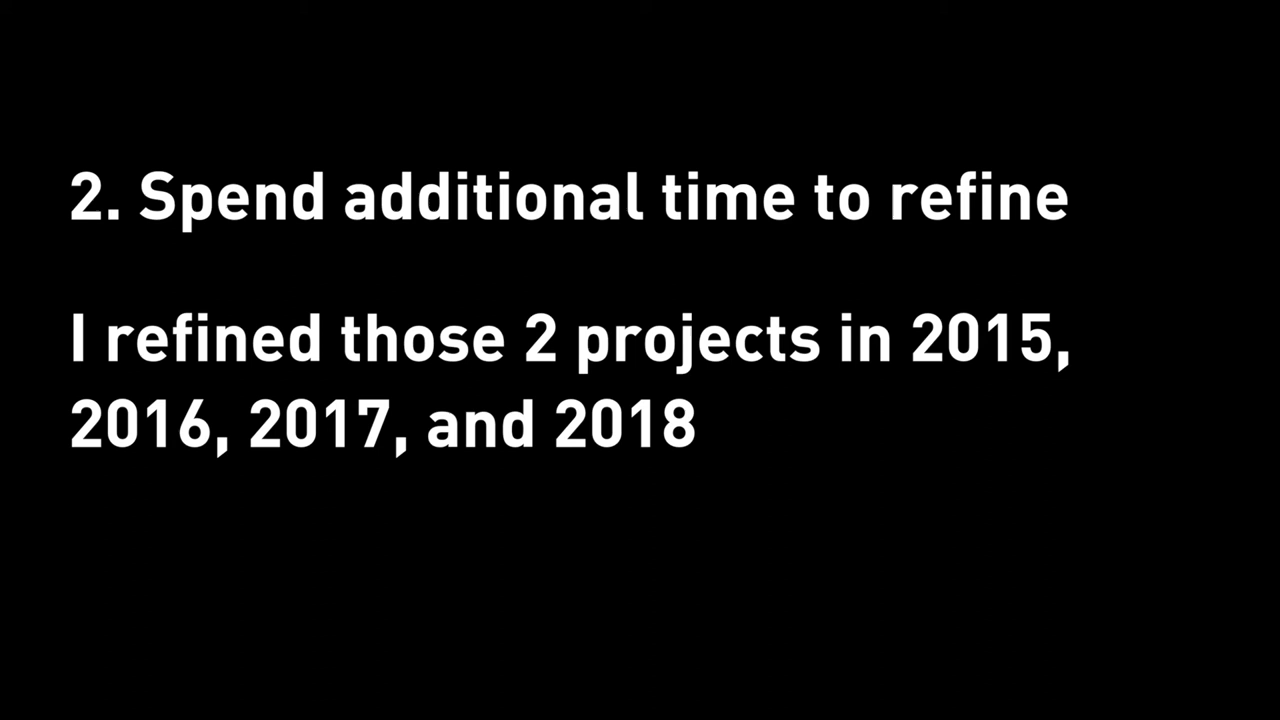 2. Spend additional time to refine
I refined those 2 projects in 2015,
2016, 2017, and 2018